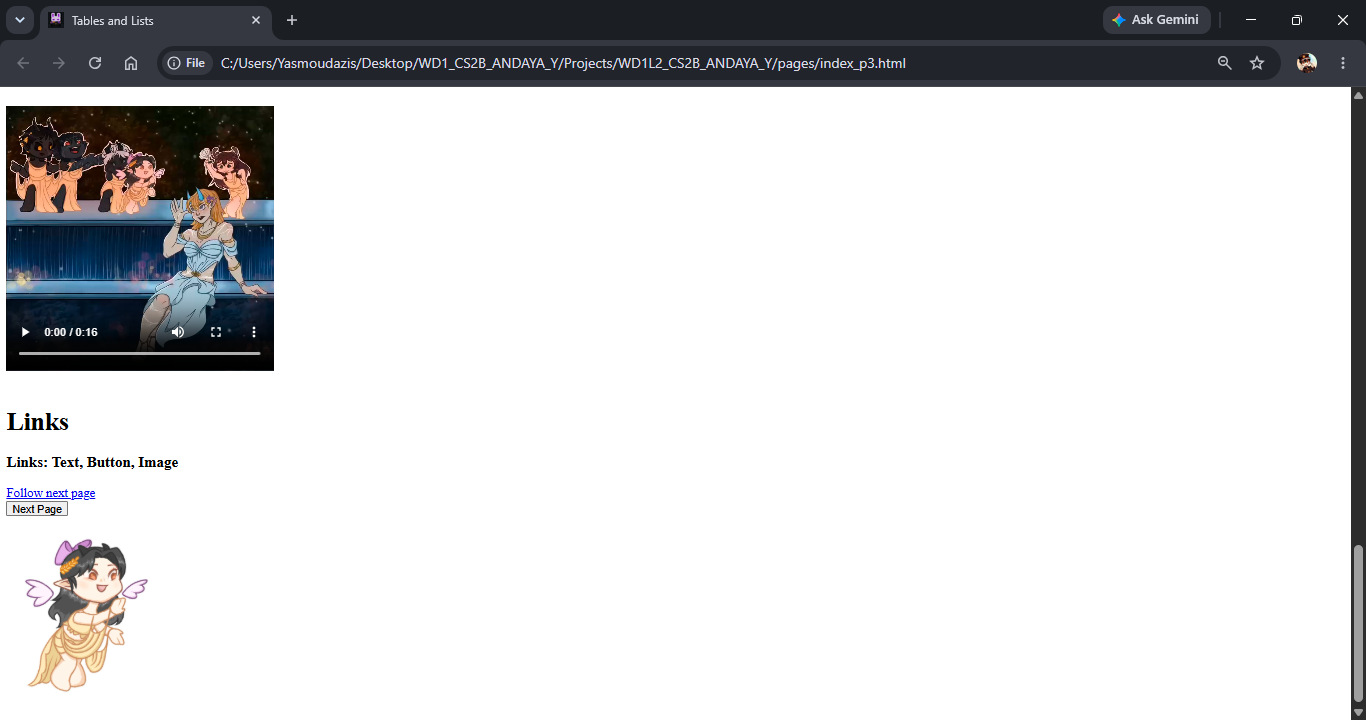 Tables and Lists
Ask Gemini
File
C:/Users/Yasmoudazis/Desktop/WD1_CS2B_ANDAYA_Y/Projects/WD1L2_CS2B_ANDAYA_Y/pages/index_p3.html
0:00 / 0:16
Links
Links: Text, Button, Image
Follow next page
Next Page